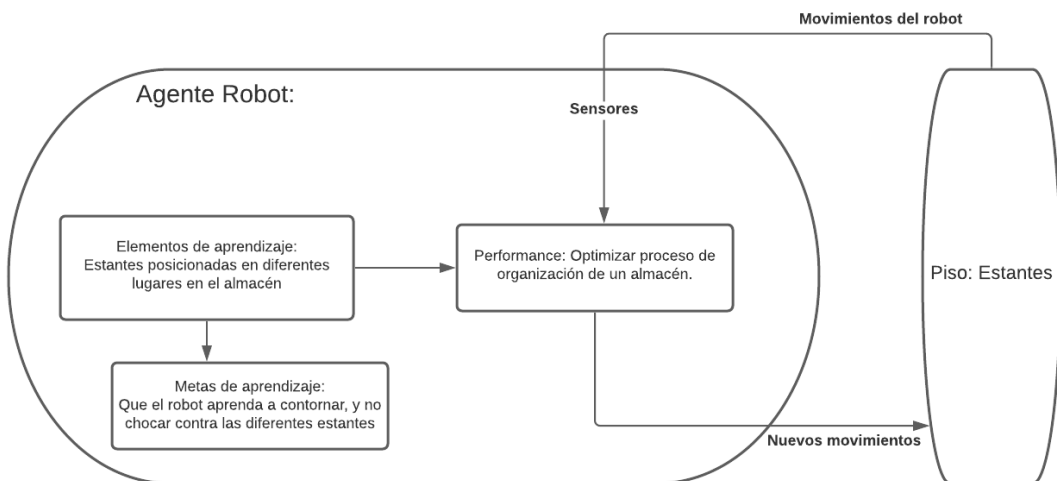 Movimientos del robot
Agente Robot:
Sensores
Elementos de aprendizaje:
Estantes posicionadas en diferentes
lugares en el almacén
Performance: Optimizar proceso de
organización de un almacén.
Piso: Estantes
Metas de aprendizaje:
Que el robot aprenda a contornar, y no
chocar contra las diferentes estantes
Nuevos movimientos